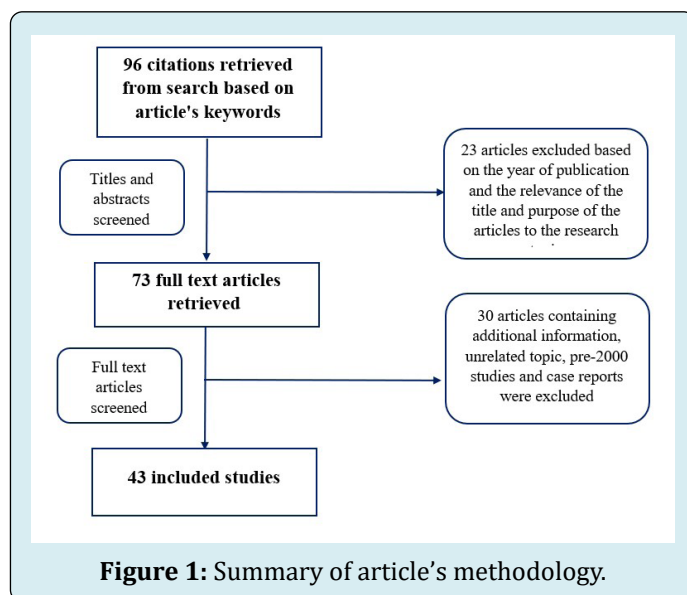 96 citations retrieved
from search based on
article's keywords
Titles and
abstracts
screened
23 articles excluded based
on the year of publication
and the relevance of the
title and purpose of the
articles to the research
73 full text articles
retrieved
Full text
articles
screened
30 articles containing
additional information,
unrelated topic, pre-2000
studies and case reports
were excluded
43 included studies
Figure 1: Summary of article’s methodology.